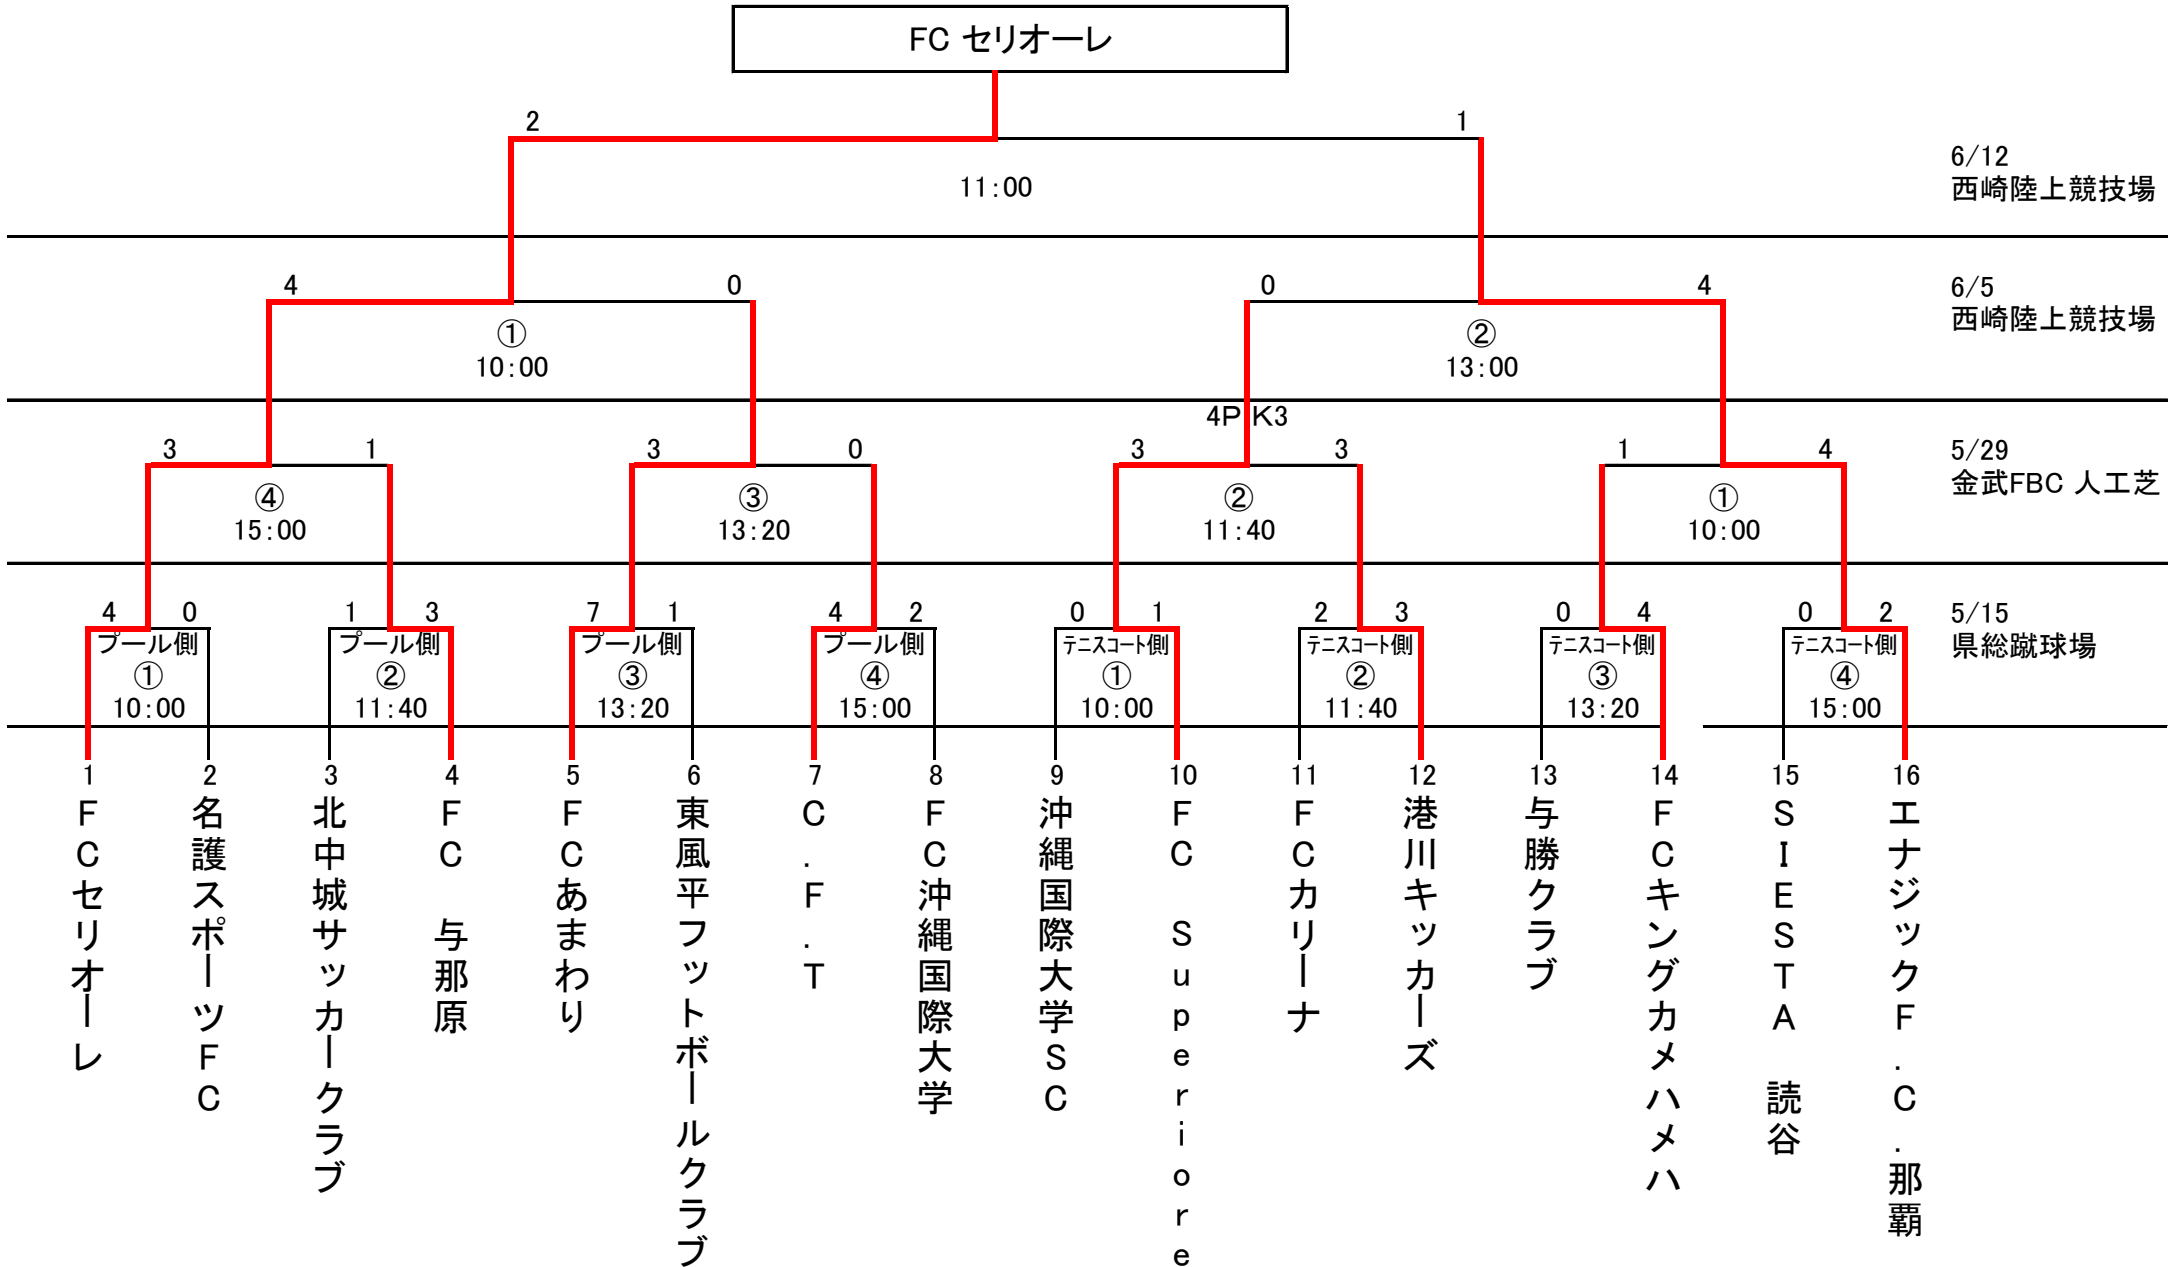 FC セリオーレ
2 1
11:00
6/12
西崎陸上競技場
4 0 0 4
① ②
10:00 13:00
6/5
西崎陸上競技場
4PK3
3 1 3 0 3 3 1 4
④ ③ ② ①
15:00 13:20 11:40 10:00
5/29
金武FBC 人工芝
4 0 1 3 7 1 4 2 0 1 2 3 0 4 0 2
プール側 プール側 プール側 プール側 テニスコート側 テニスコート側 テニスコート側 テニスコート側
① ② ③ ④ ① ② ③ ④
10:00 11:40 13:20 15:00 10:00 11:40 13:20 15:00
5/15
県総蹴球場
1 2 3 4 5 6 7 8 9 10 11 12 13 14 15 16
FCセリオーレ
名護スポーツFC
北中城サッカークラブ
FC 与那原
FCあまわり
東風平フットボールクラブ
C.F.T
FC沖縄国際大学
沖縄国際大学SC
FC Superiore
FCカリーナ
港川キッカーズ
与勝クラブ
FCキングカメハメハ
SIESTA 読谷
エナジックF.C.那覇